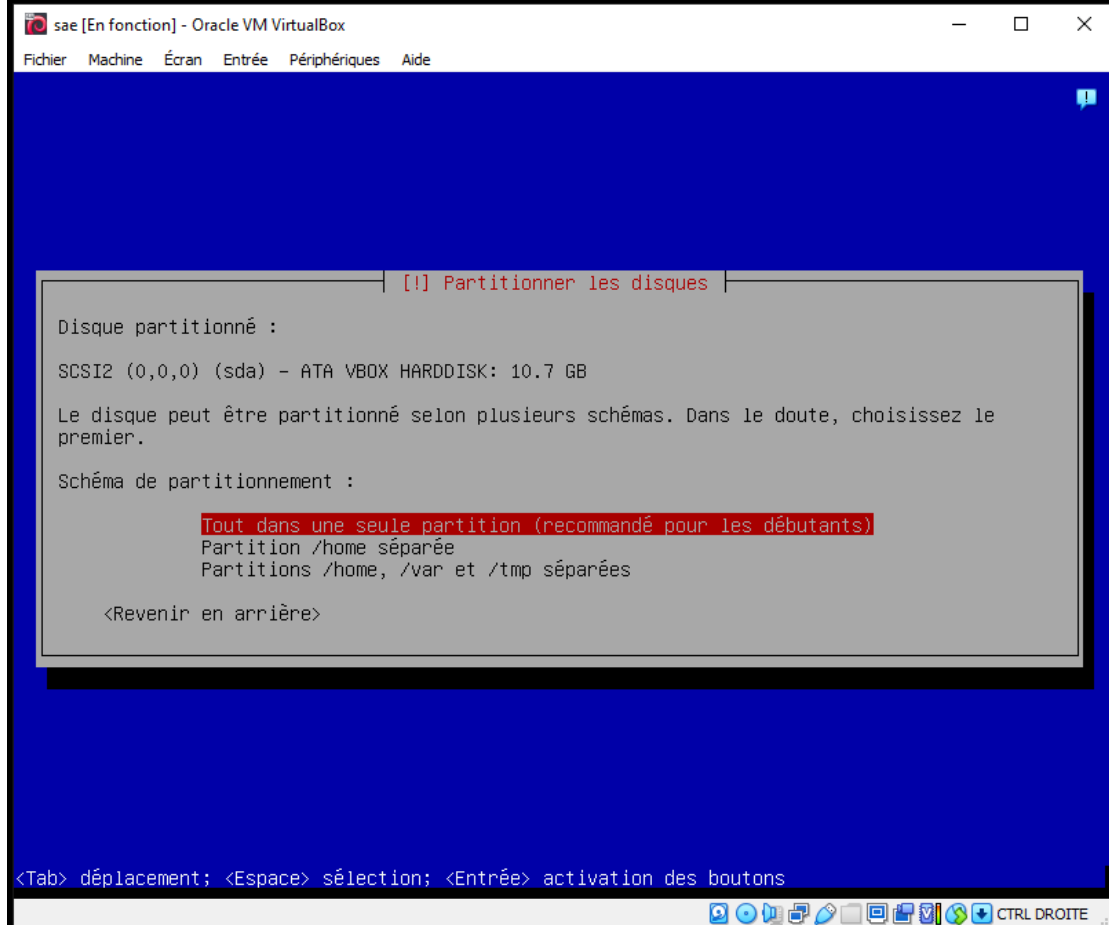 sae [En fonction] - Oracle VM VirtualBox
Fichier Machine Écran Entrée Périphériques Aide
[!] Partitionner les disques
Disque partitionné :
SCSI2 (0,0,0) (sda) - ATA VBOX HARDDISK: 10.7 GB
Le disque peut être partitionné selon plusieurs schémas. Dans le doute, choisissez le
premier.
Schéma de partitionnement :
Tout dans une seule partition (recommandé pour les débutants)
Partition /home séparée
Partitions /home, /var et /tmp séparées
<Revenir en arrière>
<Tab> déplacement; <Espace> sélection; <Entrée> activation des boutons
CTRL DROITE